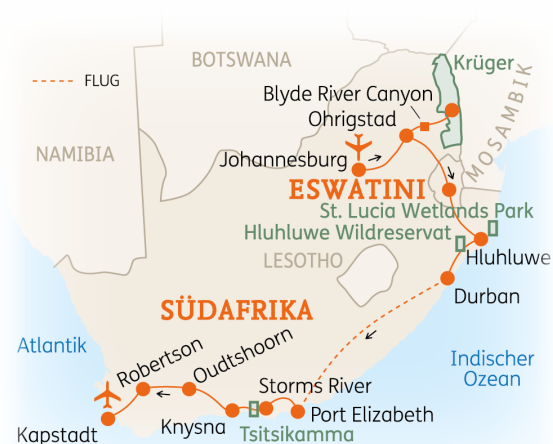 BOTSWANA
Krüger
FLUG
Blyde River Canyon
Ohrigstad
MOSAMBIK
NAMIBIA
Johannesburg
ESWATINI
St. Lucia Wetlands Park
Hluhluwe Wildreservat
LESOTHO
Hluhluwe
Durban
SÜDAFRIKA
Atlantik
Robertson
Oudtshoorn
Indischer
Ozean
Storms River
Kapstadt
Knysna
Port Elizabeth
Tsitsikamma